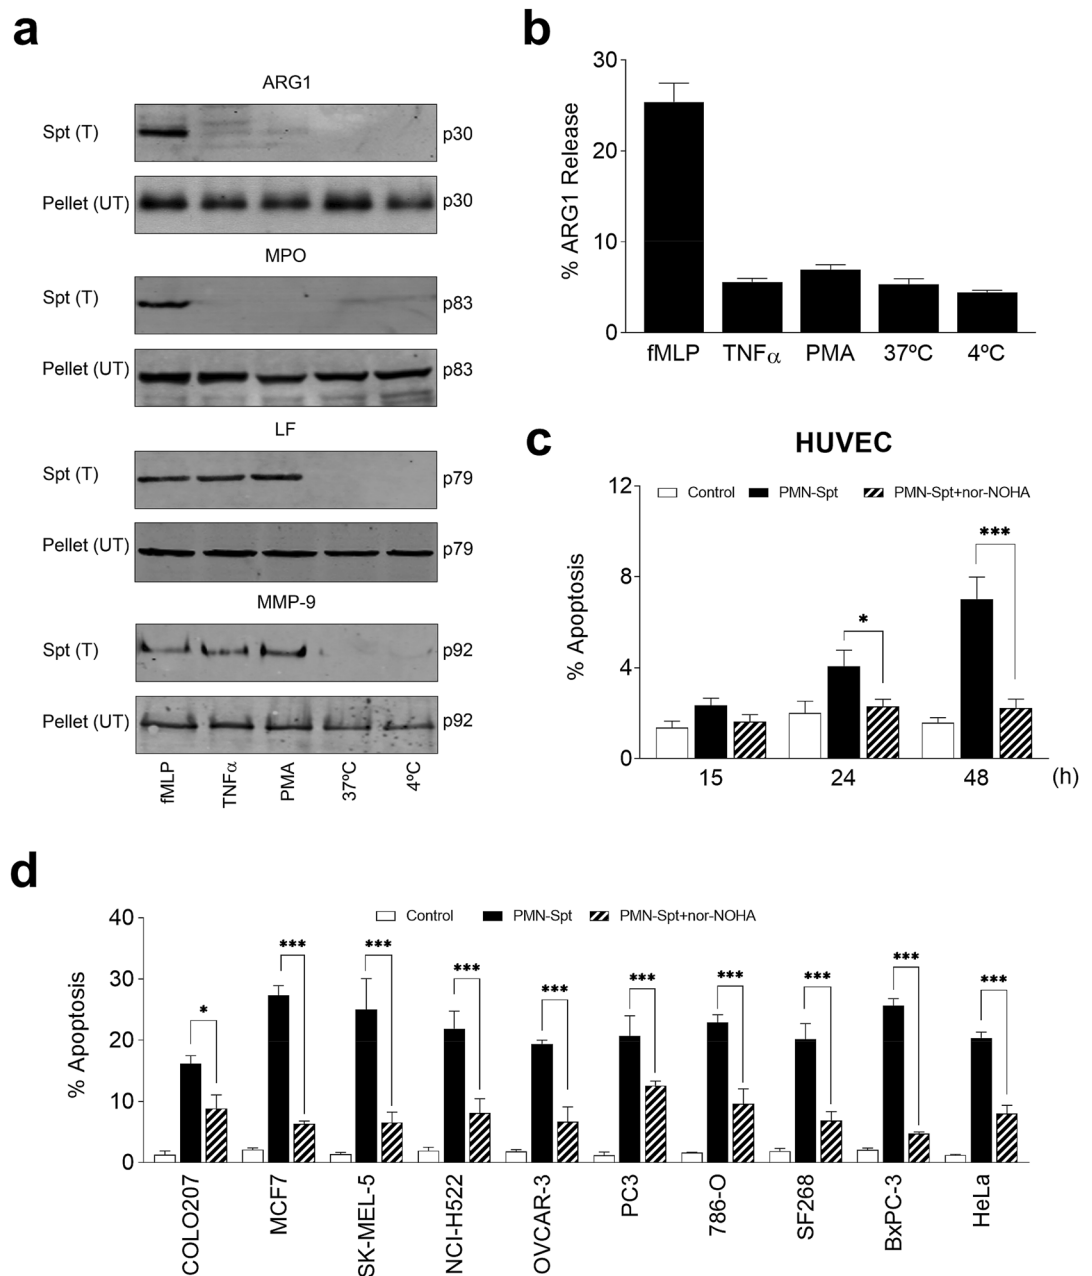 a
ARG1
Spt (T)
p30
Pellet (UT)
p30
MPO
Spt (T)
p83
Pellet (UT)
p83
LF
Spt (T)
p79
Pellet (UT)
p79
MMP-9
Spt (T)
p92
Pellet (UT)
p92
fMLP TNFα PMA 37ºC 4ºC
b
% ARG1 Release
30
20
10
0
fMLP TNFα PMA 37ºC 4ºC
c
HUVEC
% Apoptosis
12
8
4
0
Control PMN-Spt PMN-Spt+nor-NOHA
*
***
15 24 48 (h)
d
% Apoptosis
40
30
20
10
0
Control PMN-Spt PMN-Spt+nor-NOHA
* *** *** *** *** *** *** *** *** ***
COLO207 MCF7 SK-MEL-5 NCI-H522 OVCAR-3 PC3 786-O SF268 BxPC-3 HeLa